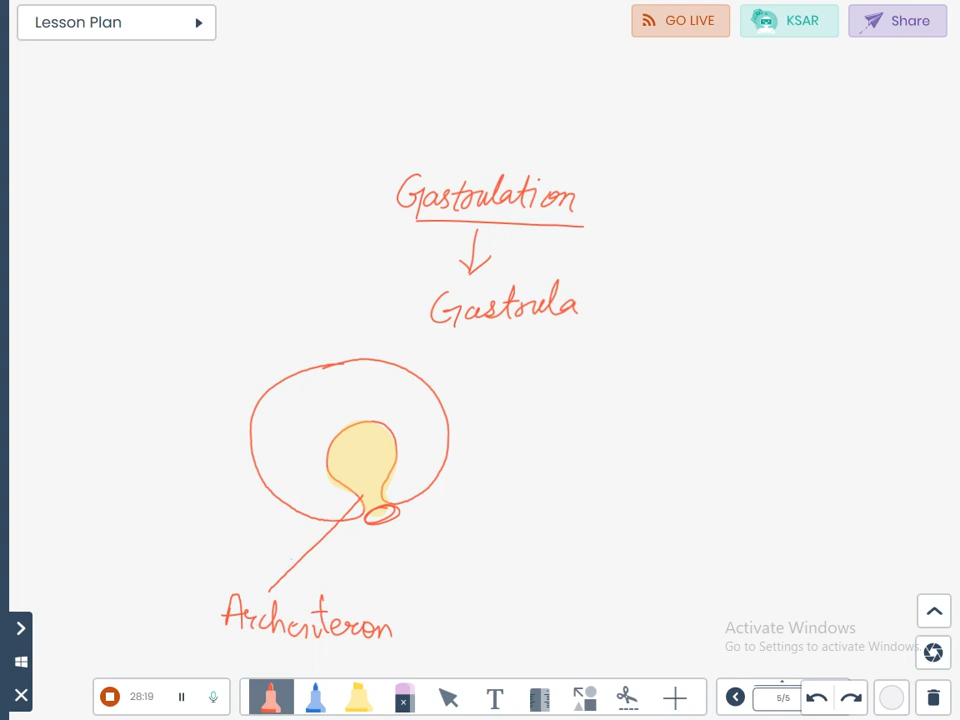 Lesson Plan
GO LIVE
KSAR
Share
Gastrulation
Gastrula
Archenteron
Activate Windows
Go to Settings to activate Windows.
28:19
T
5/5